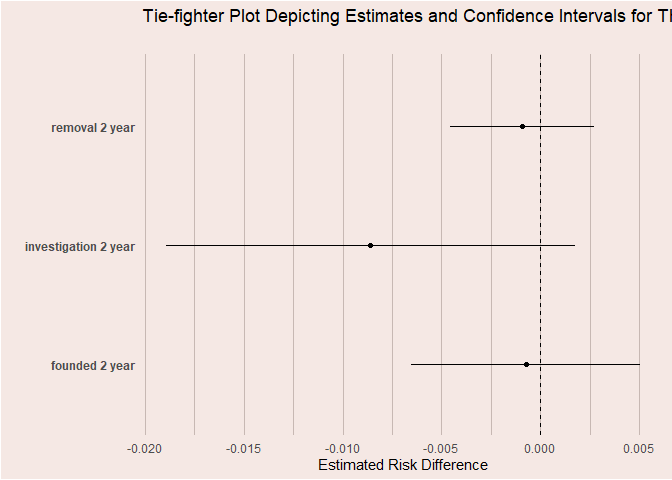 Tie-fighter Plot Depicting Estimates and Confidence Intervals for
removal 2 year
investigation 2 year
founded 2 year
-0.020 -0.015 -0.010 -0.005 0.000 0.005
Estimated Risk Difference